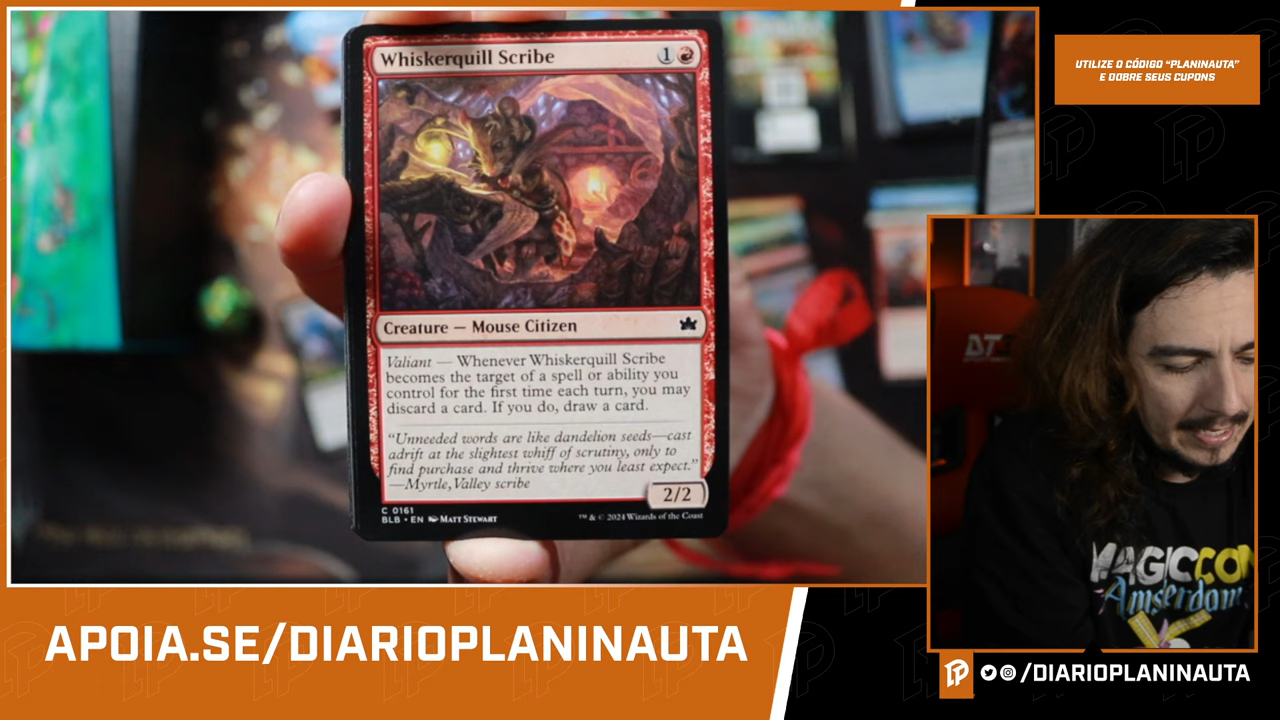 Whiskerquill Scribe 1
Creature — Mouse Citizen
Valiant — Whenever Whiskerquill Scribe
becomes the target of a spell or ability you
control for the first time each turn, you may
discard a card. If you do, draw a card.
“Unneeded words are like dandelion seeds—cast
adrift at the slightest whiff of scrutiny, only to
find purchase and thrive where you least expect.”
—Myrtle, Valley scribe
2/2
C 0161
BLB • EN MATT STEWART
™ & © 2024 Wizards of the Coast
UTILIZE O CÓDIGO “PLANINAUTA”
E DOBRE SEUS CUPONS
DT
MAGICCON
Amsterdam
APOIA.SE/DIARIOPLANINAUTA
/DIARIOPLANINAUTA